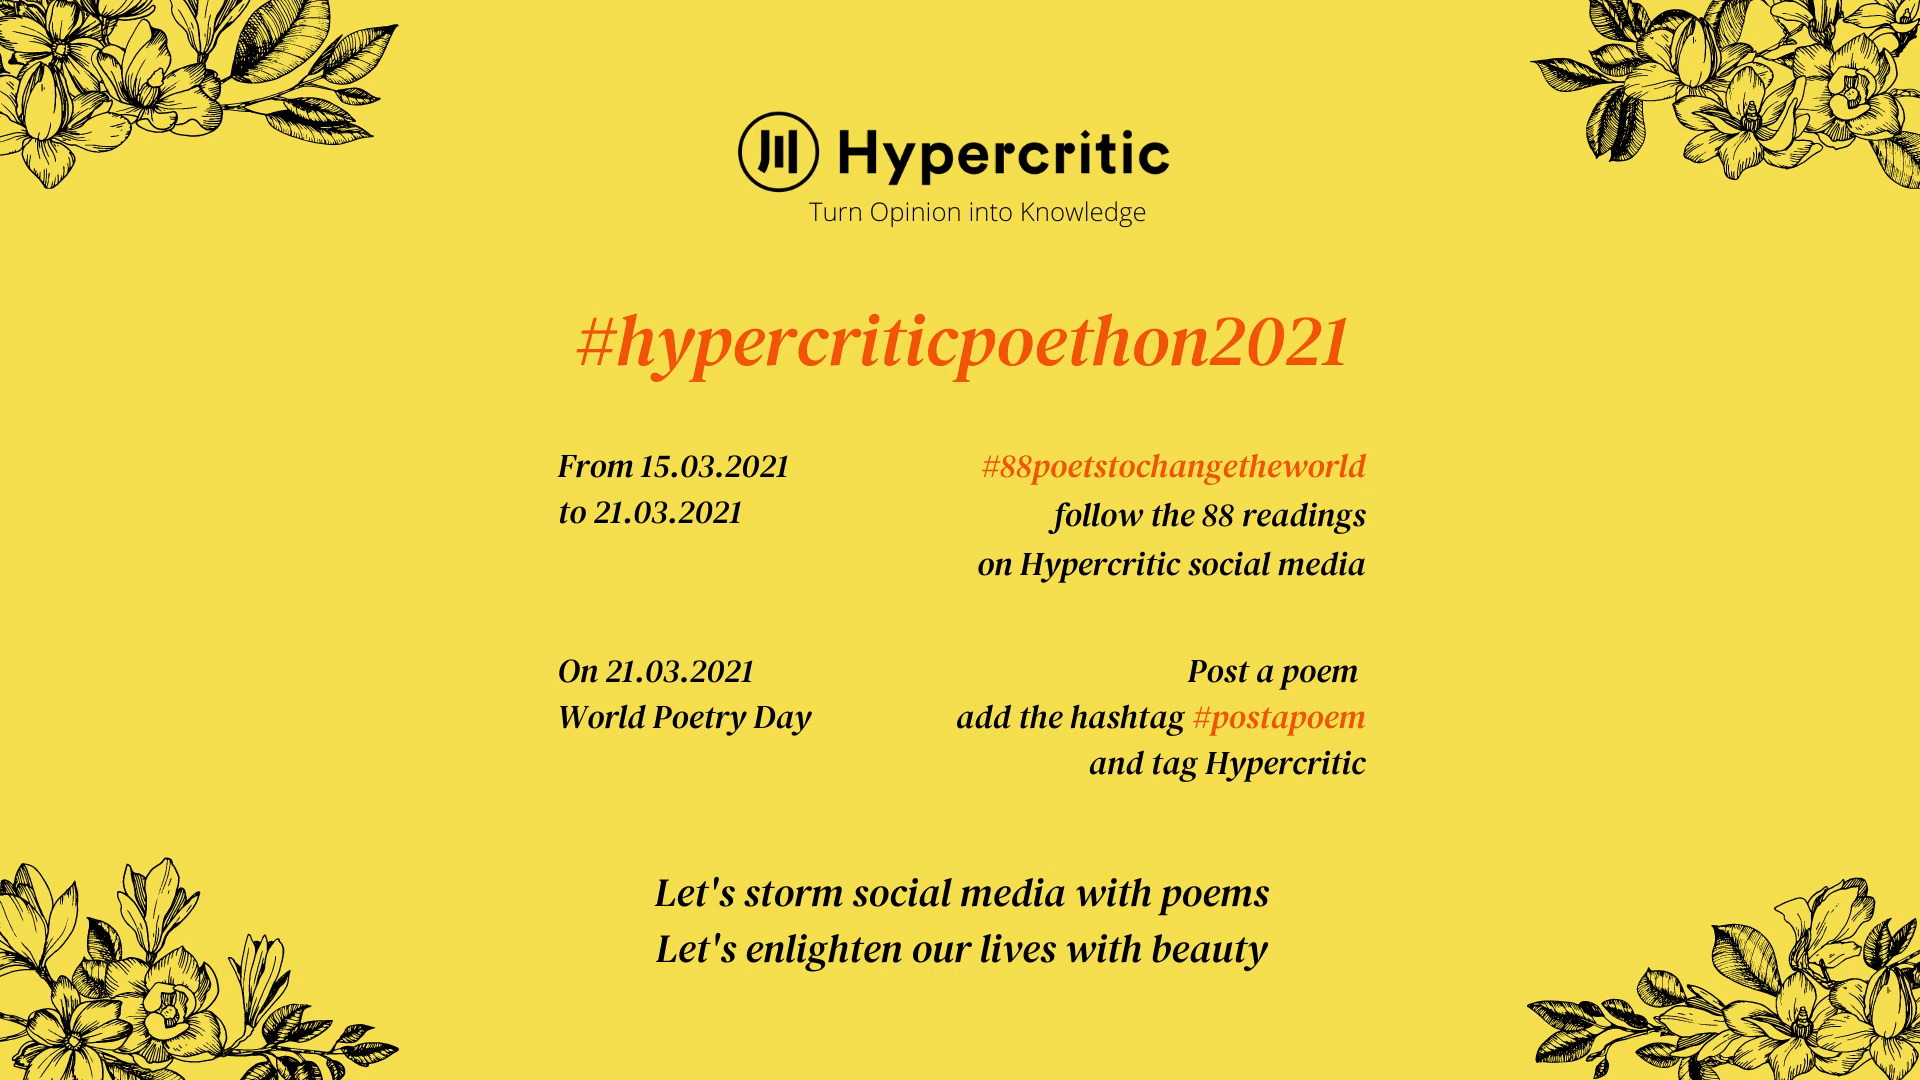 Hypercritic
Turn Opinion into Knowledge
#hypercriticpoethon2021
From 15.03.2021
to 21.03.2021
#88poetstochangetheworld
follow the 88 readings
on Hypercritic social media
On 21.03.2021
World Poetry Day
Post a poem
add the hashtag #postapoem
and tag Hypercritic
Let's storm social media with poems
Let's enlighten our lives with beauty